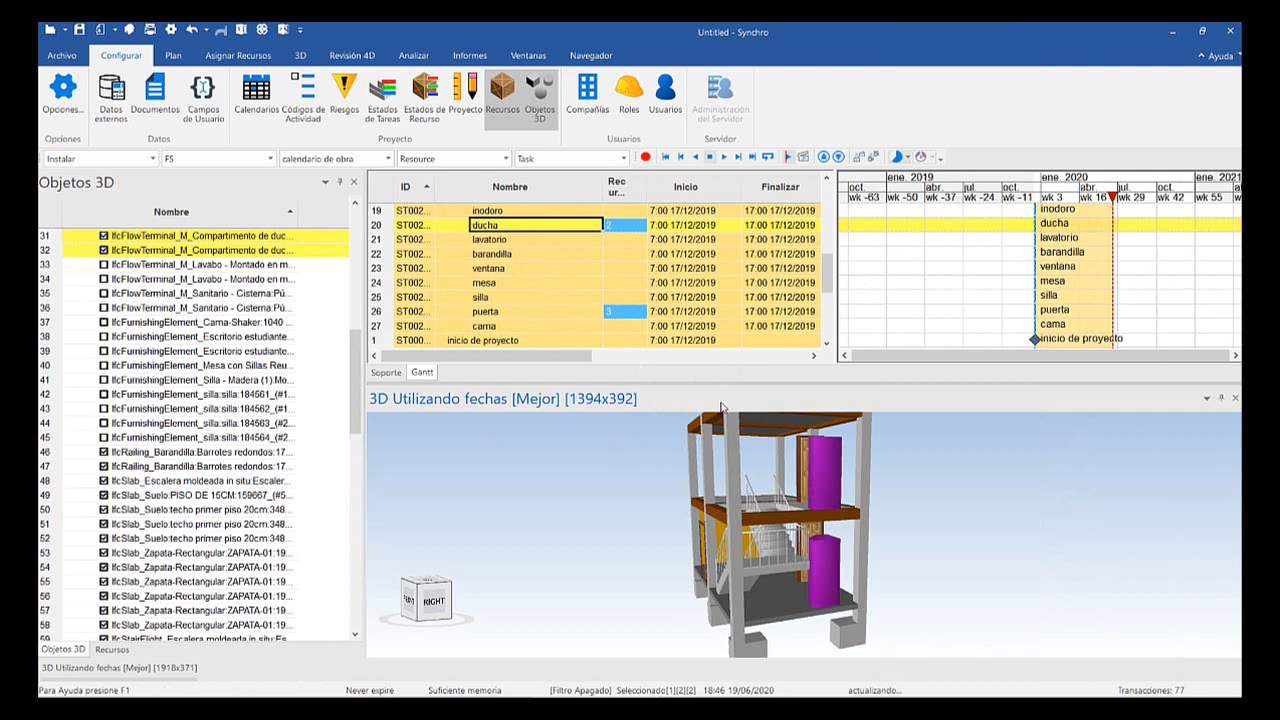 Untitled - Synchro
Archivo Configurar Plan Asignar Recursos 3D Revisión 4D Analizar Informes Ventanas Navegador Ayuda
Opciones... Datos externos Documentos Campos de Usuario Calendarios Códigos de Actividad Riesgos Estados de Tareas Estados de Recurso Proyecto Recursos Objetos 3D Compañías Roles Usuarios Administración del Servidor
Opciones Datos Proyecto Usuarios Servidor
Instalar FS calendario de obra Resource Task
Objetos 3D
Nombre
31 IfcFlowTerminal_M_Compartimento de duc...
32 IfcFlowTerminal_M_Compartimento de duc...
33 IfcFlowTerminal_M_Lavabo - Montado en m...
34 IfcFlowTerminal_M_Lavabo - Montado en m...
35 IfcFlowTerminal_M_Sanitario - Cisterna:Pú...
36 IfcFlowTerminal_M_Sanitario - Cisterna:Pú...
37 IfcFurnishingElement_Cama-Shaker:1040 ...
38 IfcFurnishingElement_Escritorio estudiante...
39 IfcFurnishingElement_Escritorio estudiante...
40 IfcFurnishingElement_Mesa con Sillas Reu...
41 IfcFurnishingElement_Silla - Madera (1):Mo...
42 IfcFurnishingElement_silla:silla:184561_(#1...
43 IfcFurnishingElement_silla:silla:184562_(#1...
44 IfcFurnishingElement_silla:silla:184563_(#2...
45 IfcFurnishingElement_silla:silla:184564_(#2...
46 IfcRailing_Barandilla:Barrotes redondos:17...
47 IfcRailing_Barandilla:Barrotes redondos:17...
48 IfcSlab_Escalera moldeada in situ:Escaler...
49 IfcSlab_Suelo:PISO DE 15CM:159667_(#5...
50 IfcSlab_Suelo:techo primer piso 20cm:348...
51 IfcSlab_Suelo:techo primer piso 20cm:348...
52 IfcSlab_Suelo:techo primer piso 20cm:348...
53 IfcSlab_Zapata-Rectangular:ZAPATA-01:19...
54 IfcSlab_Zapata-Rectangular:ZAPATA-01:19...
55 IfcSlab_Zapata-Rectangular:ZAPATA-01:19...
56 IfcSlab_Zapata-Rectangular:ZAPATA-01:19...
57 IfcSlab_Zapata-Rectangular:ZAPATA-01:19...
58 IfcSlab_Zapata-Rectangular:ZAPATA-01:19...
59 IfcStairFlight_Escalera moldeada in situ:Es...
Objetos 3D Recursos
ID Nombre Recur... Inicio Finalizar
19 ST002... inodoro 7:00 17/12/2019 17:00 17/12/2019
20 ST002... ducha 2 7:00 17/12/2019 17:00 17/12/2019
21 ST002... lavatorio 7:00 17/12/2019 17:00 17/12/2019
22 ST002... barandilla 7:00 17/12/2019 17:00 17/12/2019
23 ST002... ventana 7:00 17/12/2019 17:00 17/12/2019
24 ST002... mesa 7:00 17/12/2019 17:00 17/12/2019
25 ST002... silla 7:00 17/12/2019 17:00 17/12/2019
26 ST002... puerta 3 7:00 17/12/2019 17:00 17/12/2019
27 ST002... cama 7:00 17/12/2019 17:00 17/12/2019
1 ST000... inicio de proyecto 7:00 17/12/2019
ene. 2019 ene. 2020 ene. 2021
oct. abr. jul. oct. abr. jul. oct.
wk -63 wk -50 wk -37 wk -24 wk -11 wk 3 wk 16 wk 29 wk 42 wk 55
inodoro
ducha
lavatorio
barandilla
ventana
mesa
silla
puerta
cama
inicio de proyecto
Soporte Gantt
3D Utilizando fechas [Mejor] [1394x392]
RIGHT
3D Utilizando fechas [Mejor] [1918x371]
Para Ayuda presione F1 Never expire Suficiente memoria [Filtro Apagado] Seleccionado[1][2][2] 18:46 19/06/2020 actualizando... Transacciones: 77